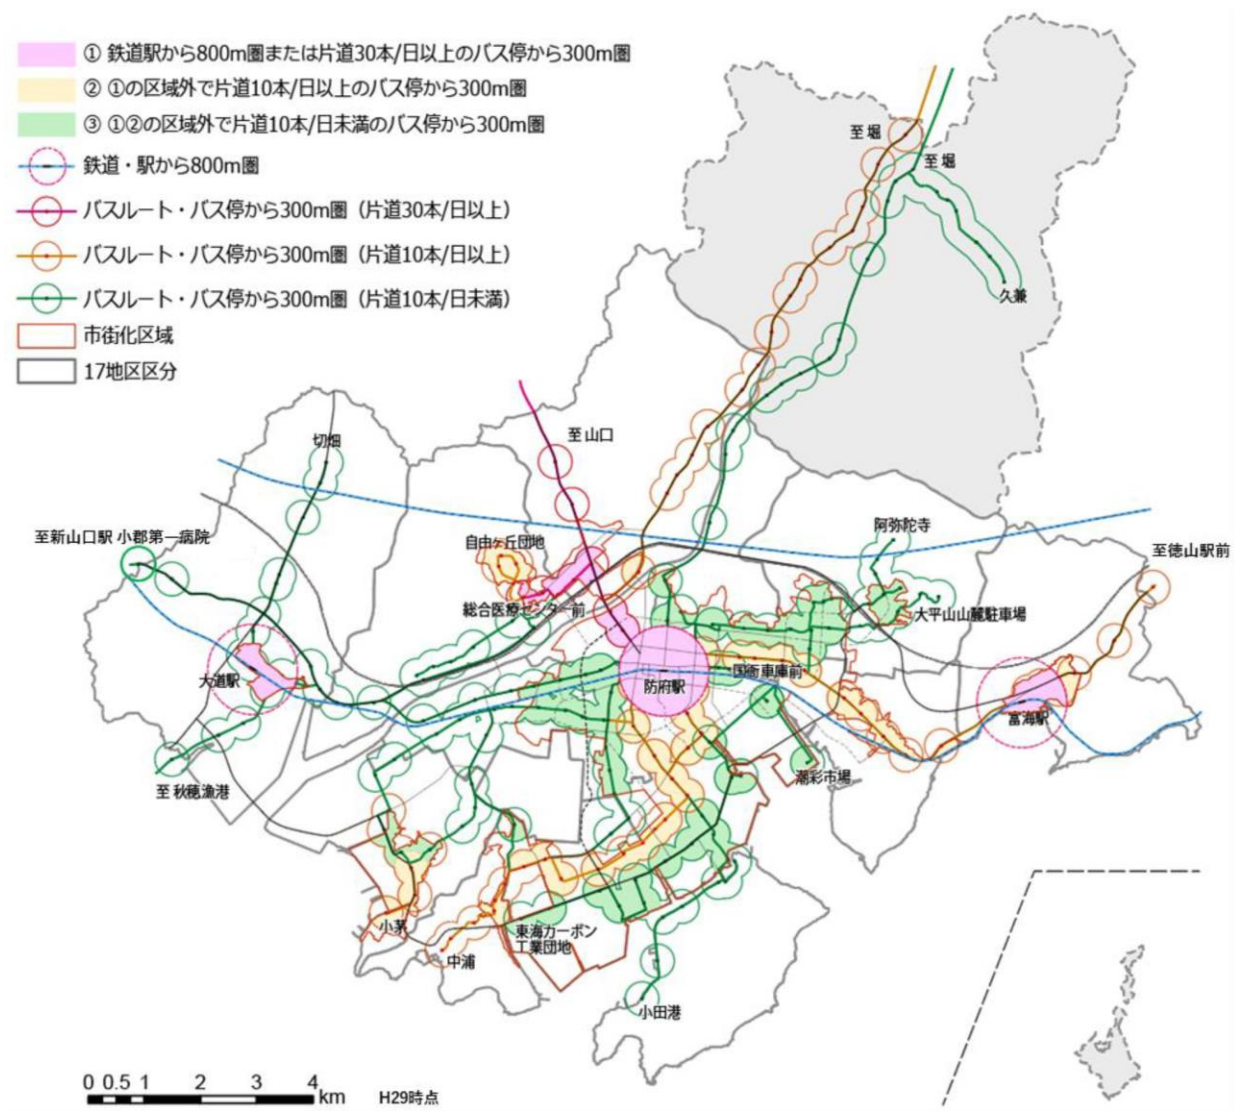 ① 鉄道駅から800m圏または片道30本/日以上のバス停から300m圏
② ①の区域外で片道10本/日以上のバス停から300m圏
③ ①②の区域外で片道10本/日未満のバス停から300m圏
鉄道・駅から800m圏
バスルート・バス停から300m圏（片道30本/日以上）
バスルート・バス停から300m圏（片道10本/日以上）
バスルート・バス停から300m圏（片道10本/日未満）
市街化区域
17地区区分
至 堀
至 堀
久兼
至 山口
切畑
至新山口駅 小郡第一病院
自由ヶ丘団地
阿弥陀寺
至徳山駅前
総合医療センター前
大平山山麓駐車場
大道駅
国衙車庫前
防府駅
富海駅
潮彩市場
至 秋穂漁港
小茅
中浦
東海カーボン
工業団地
小田港
0 0.5 1 2 3 4
km
H29時点